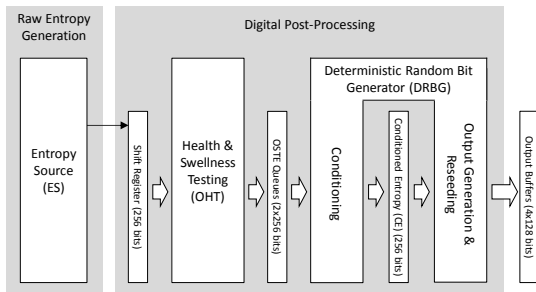 Raw Entropy
Generation
Digital Post-Processing
Entropy
Source
(ES)
Shift Register (256 bits)
Health &
Swellness
Testing
(OHT)
OSTE Queues (2x256 bits)
Deterministic Random Bit
Generator (DRBG)
Conditioning
Conditioned Entropy (CE) (256 bits)
Output Generation &
Reseeding
Output Buffers (4x128 bits)